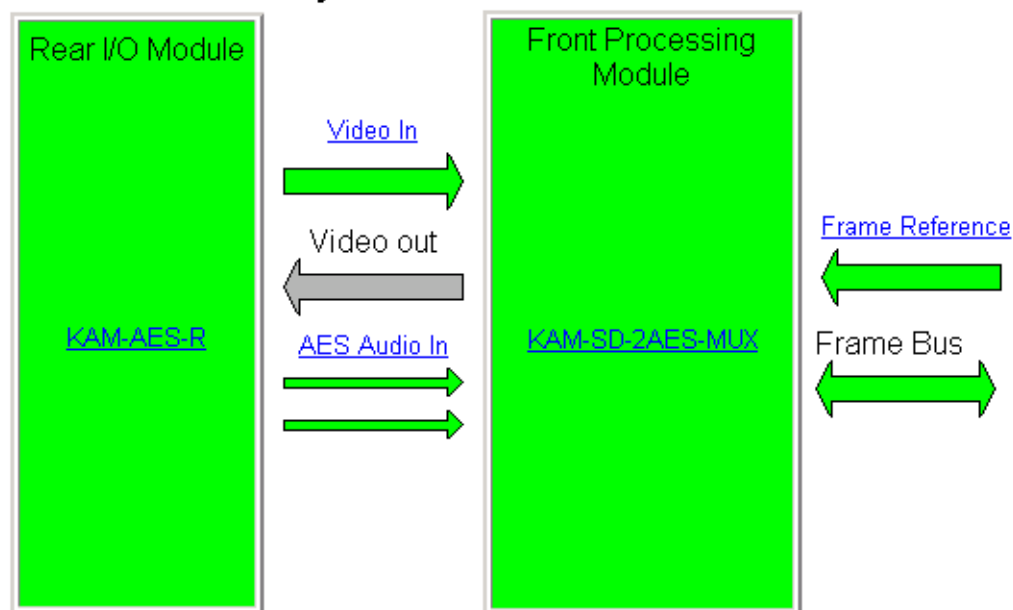 Rear I/O Module
Front Processing
Module
Video In
Frame Reference
Video out
KAM-AES-R
AES Audio In
KAM-SD-2AES-MUX
Frame Bus